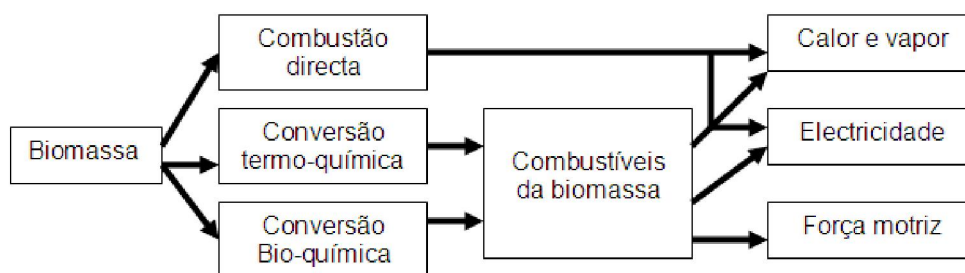 Biomassa
Combustão
directa
Conversão
termo-química
Conversão
Bio-química
Combustíveis
da biomassa
Calor e vapor
Electricidade
Força motriz